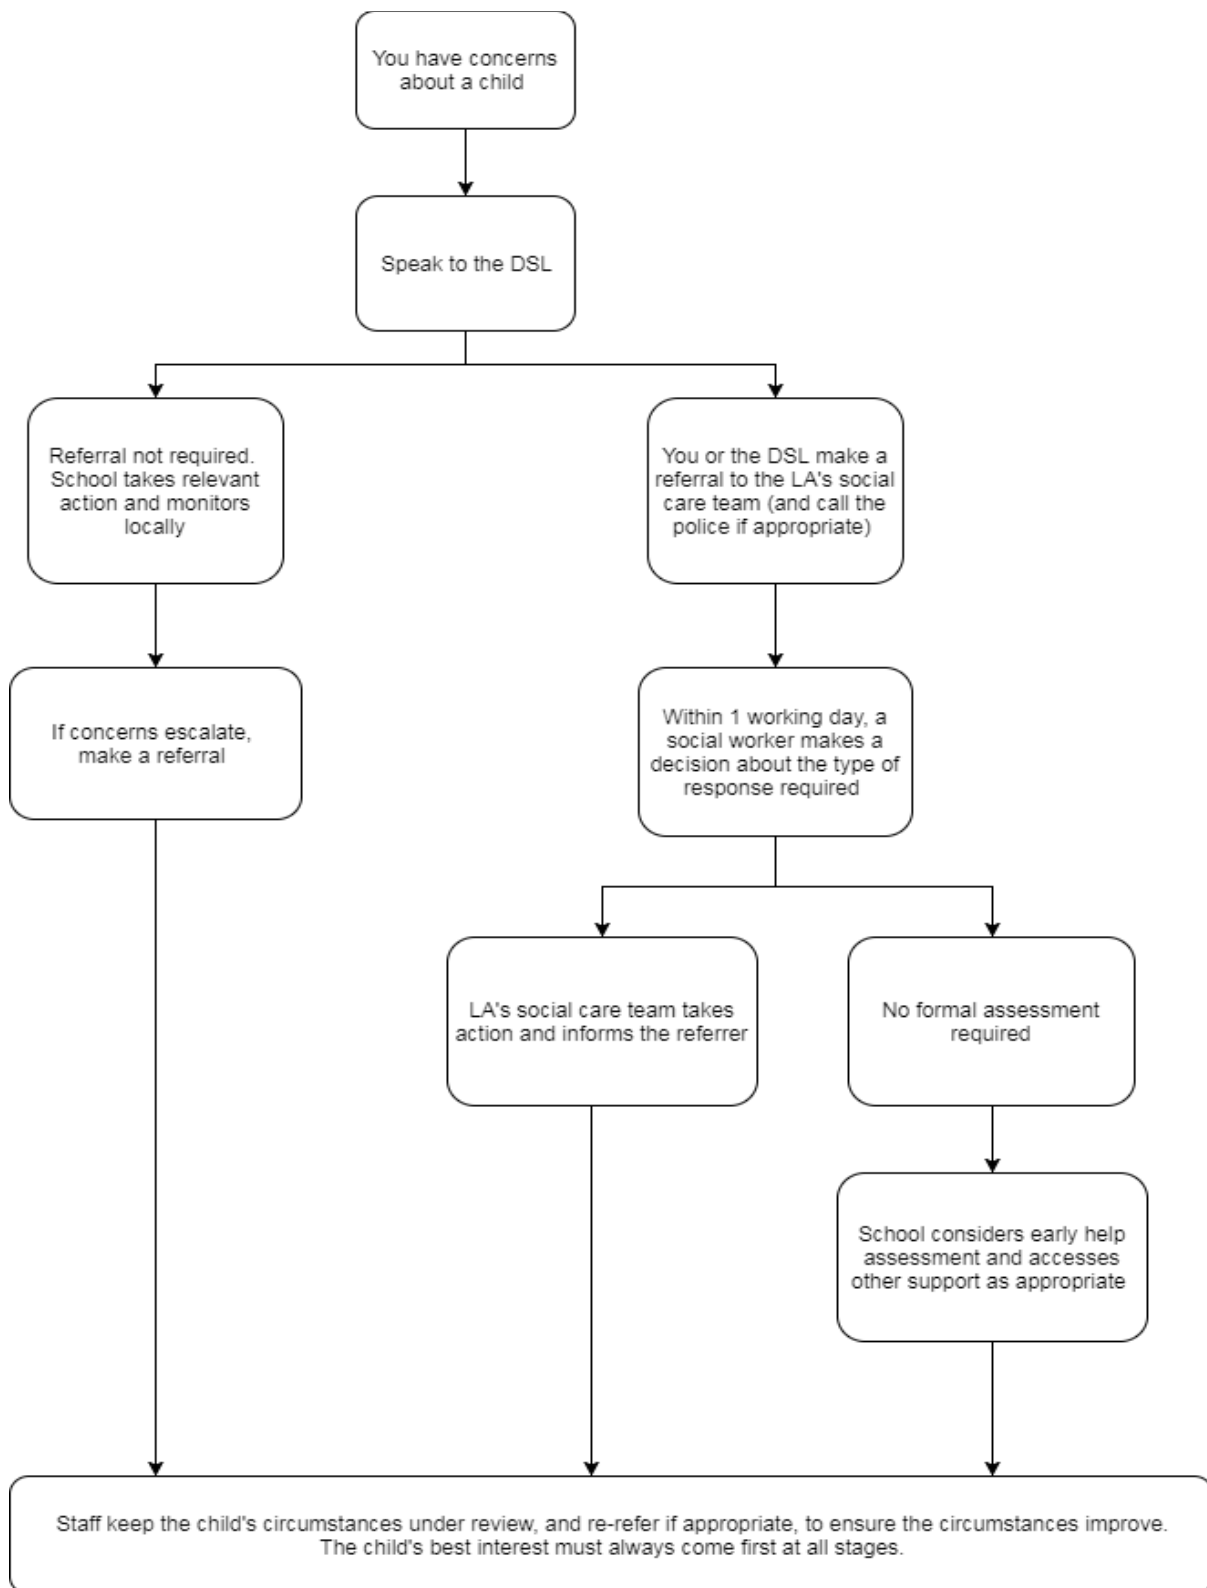 You have concerns
about a child
Speak to the DSL
Referral not required.
School takes relevant
action and monitors
locally
You or the DSL make a
referral to the LA's social
care team (and call the
police if appropriate)
If concerns escalate,
make a referral
Within 1 working day, a
social worker makes a
decision about the type of
response required
LA's social care team takes
action and informs the referrer
No formal assessment
required
School considers early help
assessment and accesses
other support as appropriate
Staff keep the child's circumstances under review, and re-refer if appropriate, to ensure the circumstances improve.
The child's best interest must always come first at all stages.